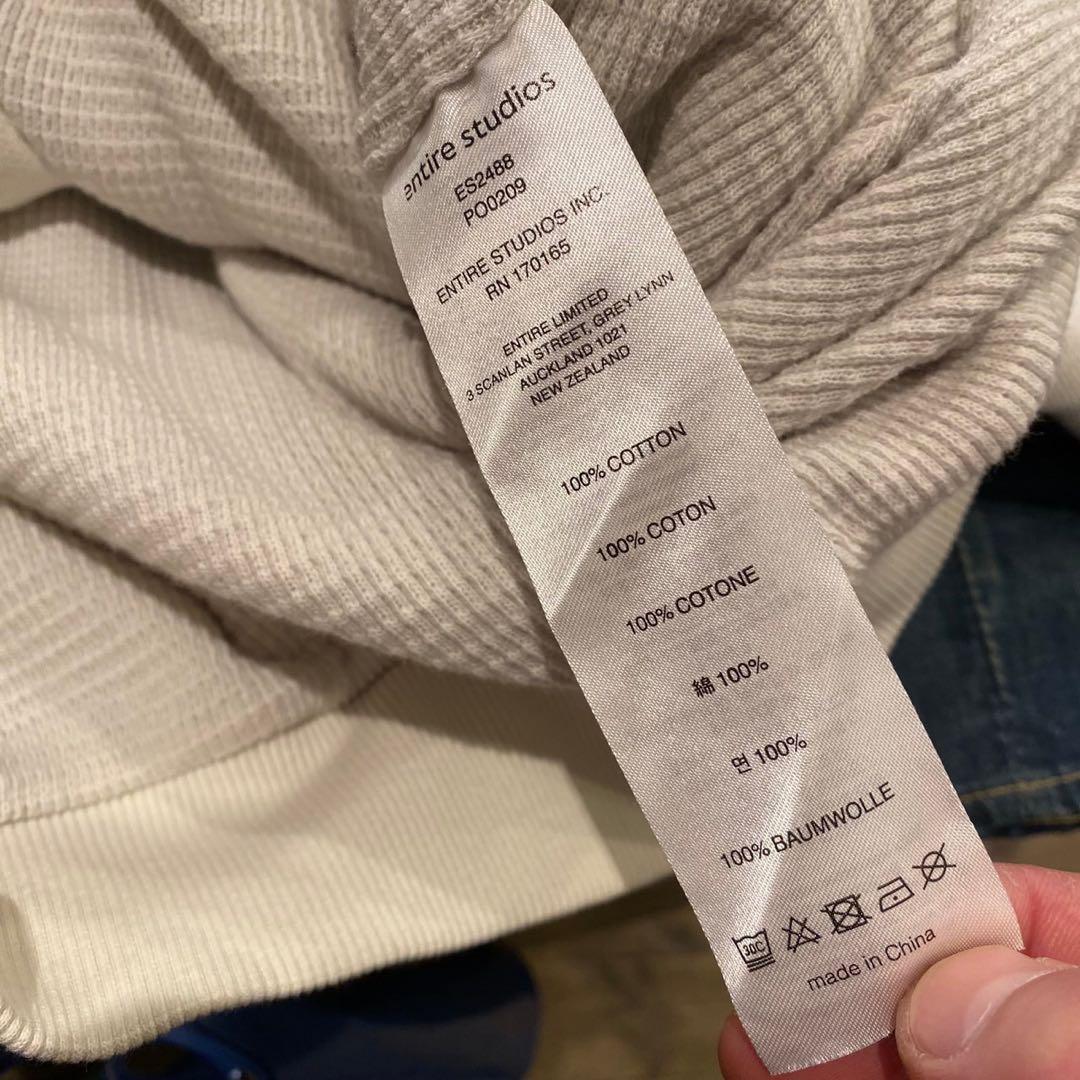 entire studios
ES2488
PO0209
ENTIRE STUDIOS INC.
RN 170165
ENTIRE LIMITED
3 SCANLAN STREET, GREY LYNN
AUCKLAND 1021
NEW ZEALAND
100% COTTON
100% COTON
100% COTONE
綿 100%
면 100%
100% BAUMWOLLE
30C
made in China